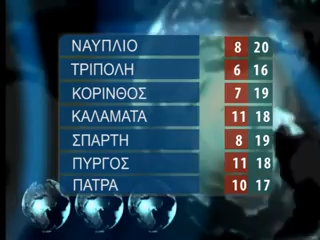 ΝΑΥΠΛΙΟ 8 20
ΤΡΙΠΟΛΗ 6 16
ΚΟΡΙΝΘΟΣ 7 19
ΚΑΛΑΜΑΤΑ 11 18
ΣΠΑΡΤΗ 8 19
ΠΥΡΓΟΣ 11 18
ΠΑΤΡΑ 10 17